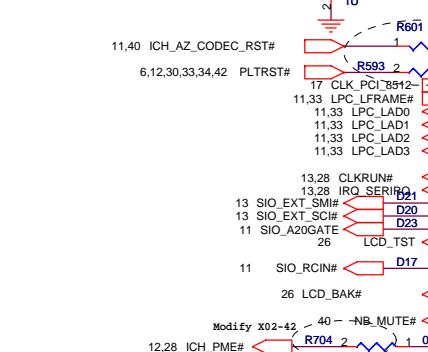 2
10
R601
11,40 ICH_AZ_CODEC_RST# 1
R593
6,12,30,33,34,42 PLTRST# 2
17 CLK_PCI_8512
11,33 LPC_LFRAME#
11,33 LPC_LAD0
11,33 LPC_LAD1
11,33 LPC_LAD2
11,33 LPC_LAD3
13,28 CLKRUN#
13,28 IRQ_SERIRQ
13 SIO_EXT_SMI# D21
13 SIO_EXT_SCI# D20
11 SIO_A20GATE D23
26 LCD_TST
11 SIO_RCIN# D17
26 LCD_BAK#
40 NB_MUTE#
Modify X02-42
12,28 ICH_PME# R704 2 1 0